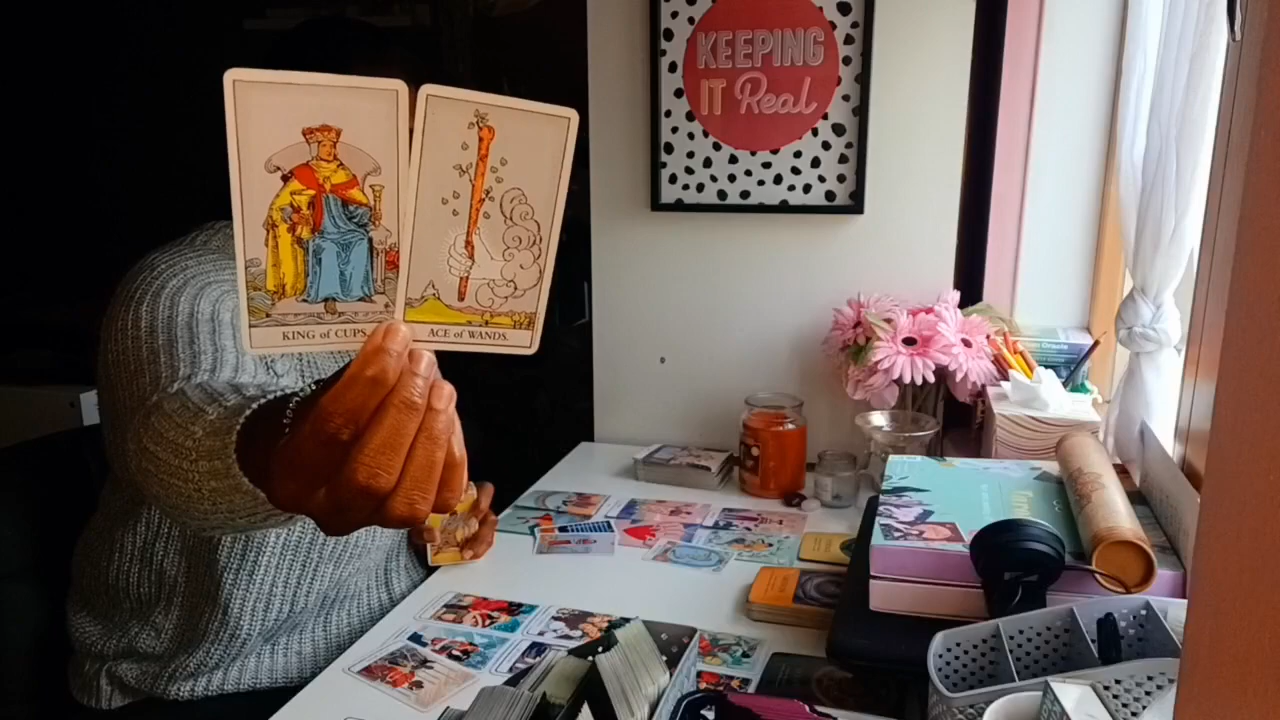 KEEPING
IT Real
KING of CUPS.
ACE of WANDS.